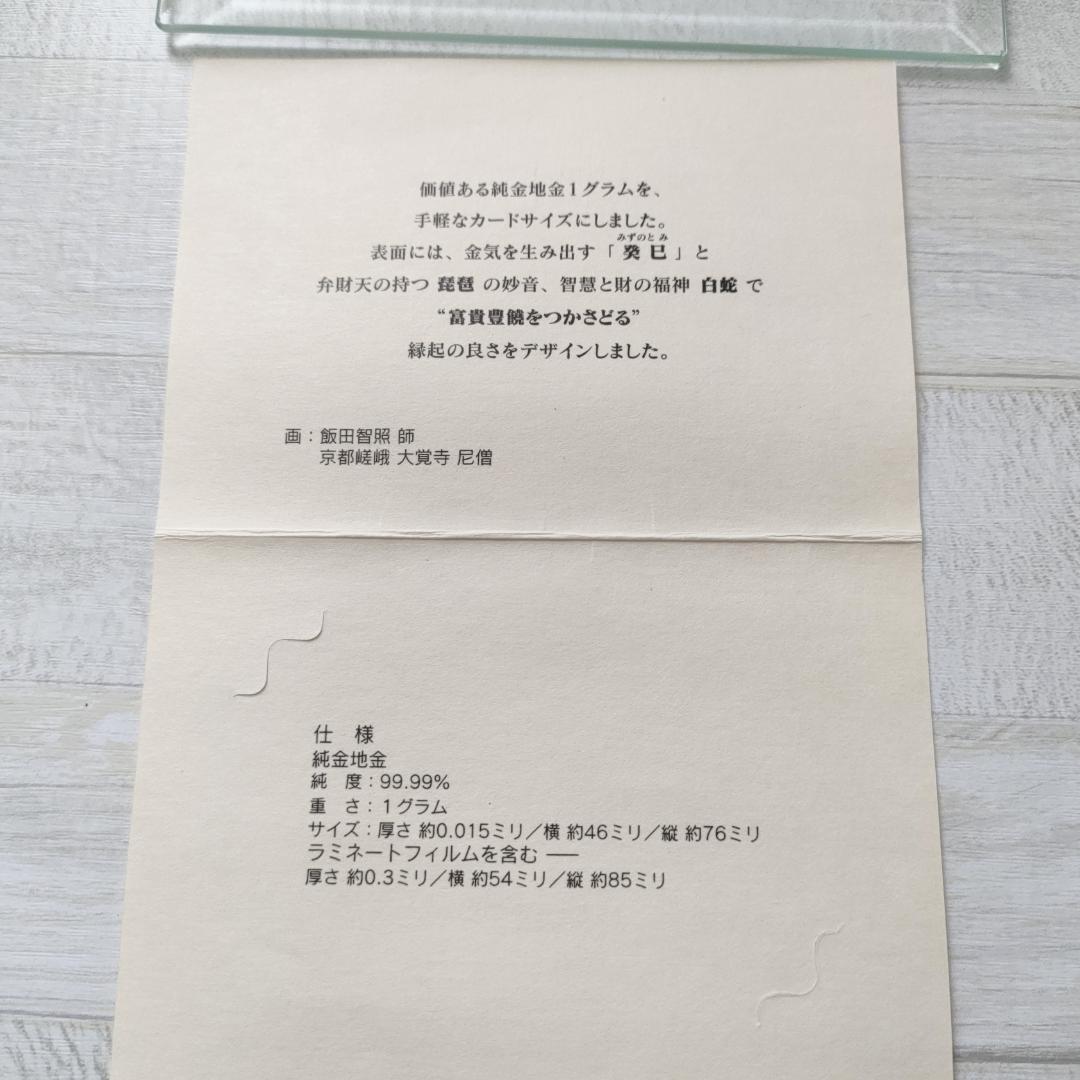 価値ある純金地金1グラムを、
手軽なカードサイズにしました。
みずのと み
表面には、金気を生み出す「癸巳」と
弁財天の持つ 琵琶 の妙音、智慧と財の福神 白蛇 で
“富貴豊饒をつかさどる”
縁起の良さをデザインしました。
画：飯田智照 師
京都嵯峨 大覚寺 尼僧
仕 様
純金地金
純 度：99.99%
重 さ：1グラム
サイズ：厚さ 約0.015ミリ／横 約46ミリ／縦 約76ミリ
ラミネートフィルムを含む ──
厚さ 約0.3ミリ／横 約54ミリ／縦 約85ミリ